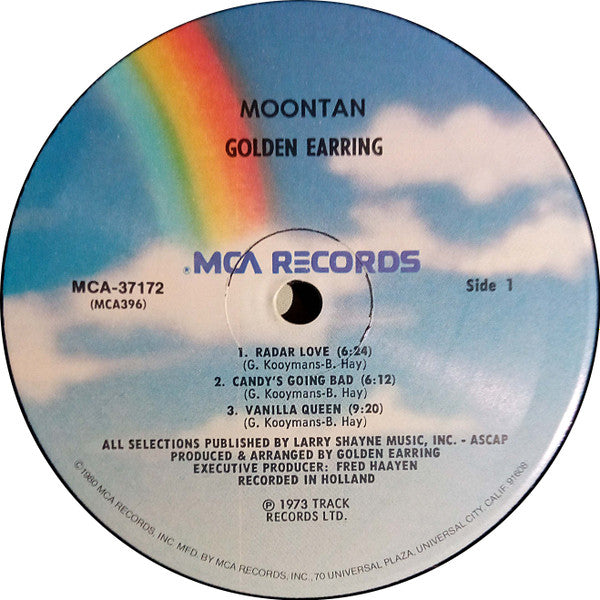 MOONTAN
GOLDEN EARRING
®MCA RECORDS
MCA-37172
(MCA396)
Side 1
1. RADAR LOVE (6:24)
(G. Kooymans-B. Hay)
2. CANDY'S GOING BAD (6:12)
(G. Kooymans-B. Hay)
3. VANILLA QUEEN (9:20)
(G. Kooymans-B. Hay)
ALL SELECTIONS PUBLISHED BY LARRY SHAYNE MUSIC, INC. - ASCAP
PRODUCED & ARRANGED BY GOLDEN EARRING
EXECUTIVE PRODUCER: FRED HAAYEN
RECORDED IN HOLLAND
℗ 1973 TRACK
RECORDS LTD.
©1980 MCA RECORDS, INC. MFD. BY MCA RECORDS, INC., 70 UNIVERSAL PLAZA, UNIVERSAL CITY, CALIF. 91608